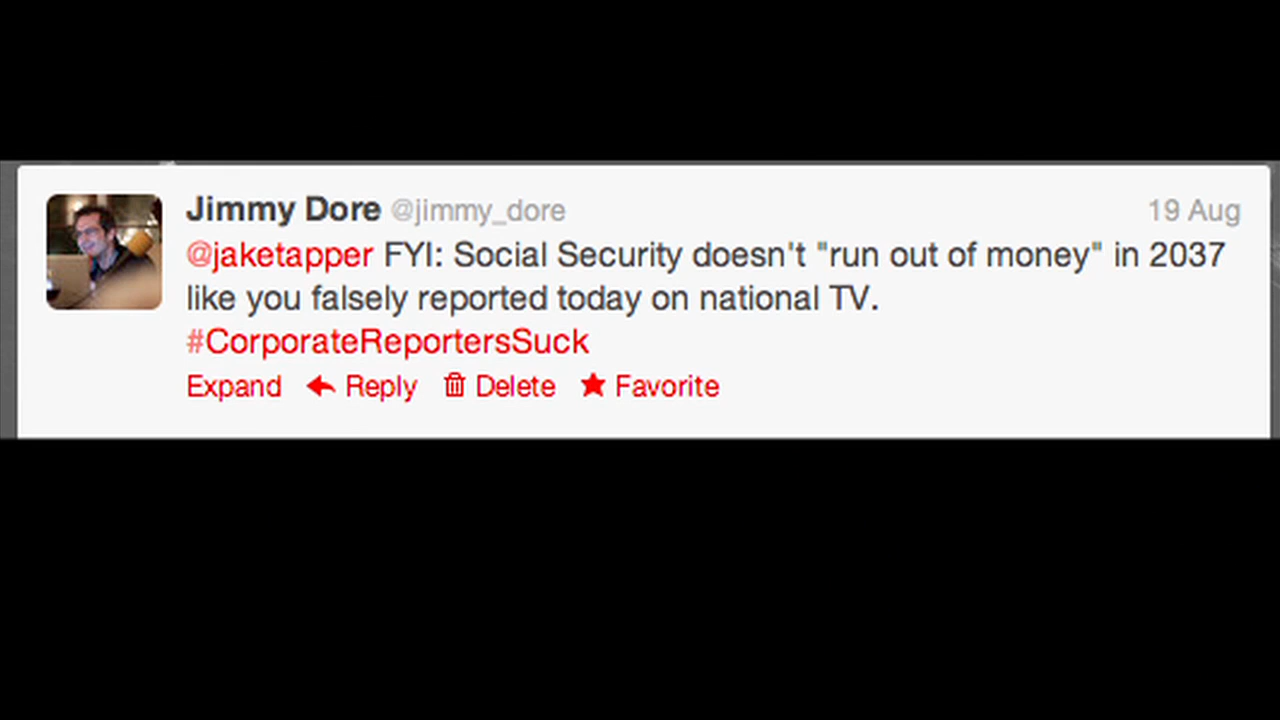 Jimmy Dore @jimmy_dore 19 Aug
@jaketapper FYI: Social Security doesn't "run out of money" in 2037
like you falsely reported today on national TV.
#CorporateReportersSuck
Expand Reply Delete Favorite